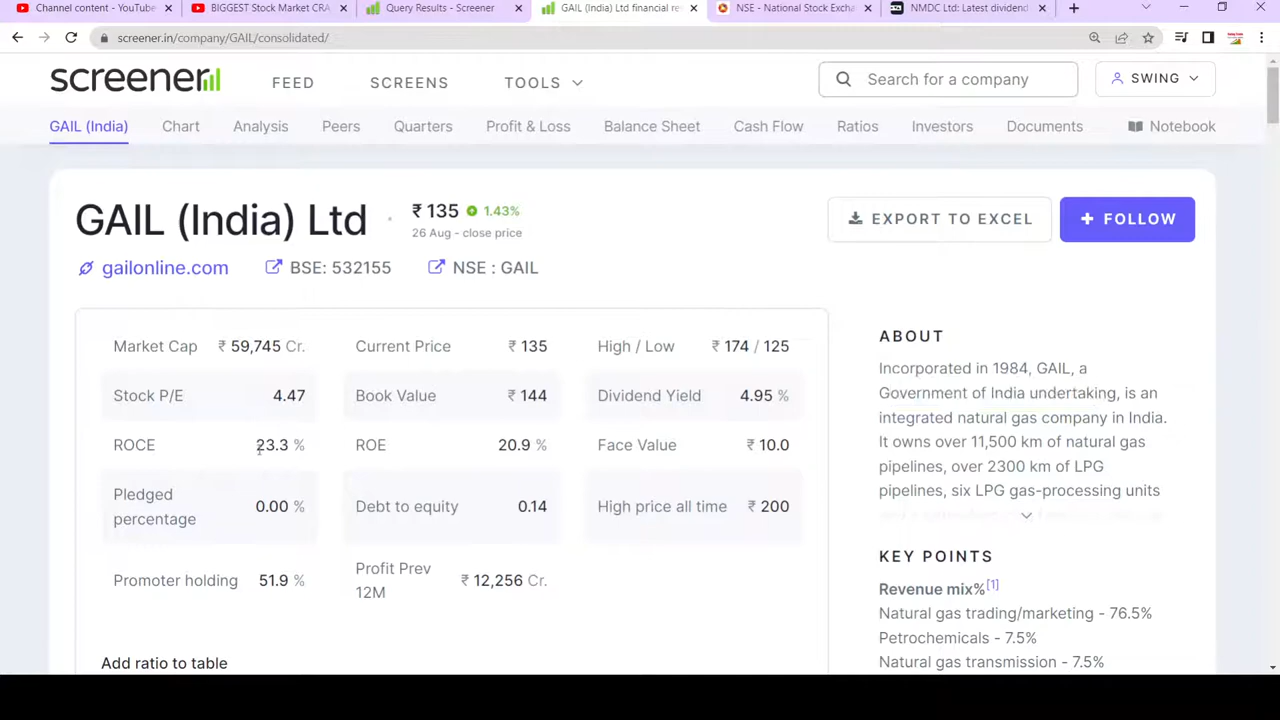 Channel content - YouTube
BIGGEST Stock Market CRA
Query Results - Screener
GAIL (India) Ltd financial re
NSE - National Stock Excha
NMDC Ltd: Latest dividend
screener.in/company/GAIL/consolidated/
screener
FEED
SCREENS
TOOLS
Search for a company
SWING
GAIL (India)
Chart
Analysis
Peers
Quarters
Profit & Loss
Balance Sheet
Cash Flow
Ratios
Investors
Documents
Notebook
GAIL (India) Ltd
₹ 135 1.43%
26 Aug - close price
EXPORT TO EXCEL
+ FOLLOW
gailonline.com
BSE: 532155
NSE : GAIL
Market Cap ₹ 59,745 Cr.
Current Price ₹ 135
High / Low ₹ 174 / 125
Stock P/E 4.47
Book Value ₹ 144
Dividend Yield 4.95 %
ROCE 23.3 %
ROE 20.9 %
Face Value ₹ 10.0
Pledged
percentage 0.00 %
Debt to equity 0.14
High price all time ₹ 200
Promoter holding 51.9 %
Profit Prev
12M ₹ 12,256 Cr.
Add ratio to table
ABOUT
Incorporated in 1984, GAIL, a
Government of India undertaking, is an
integrated natural gas company in India.
It owns over 11,500 km of natural gas
pipelines, over 2300 km of LPG
pipelines, six LPG gas-processing units
KEY POINTS
Revenue mix%[1]
Natural gas trading/marketing - 76.5%
Petrochemicals - 7.5%
Natural gas transmission - 7.5%